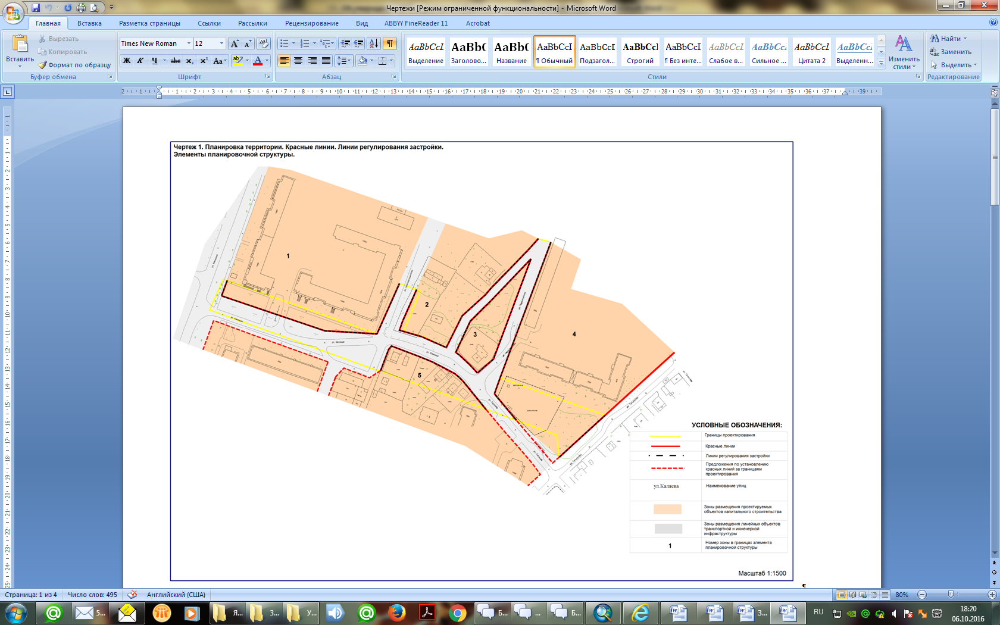 Чертежи [Режим ограниченной функциональности] - Microsoft Word
Главная Вставка Разметка страницы Ссылки Рассылки Рецензирование Вид ABBYY FineReader 11 Acrobat
Вставить
Вырезать
Копировать
Формат по образцу
Буфер обмена
Times New Roman 12
Ж К Ч abc x₂ x² Aa
Шрифт
Абзац
AaBbCcI AaBbC AaBbC AaBbCcI AaBbCcI AaBbCcI AaBbCcI AaBbCcI AaBbCcI AaBbCcI AaBbCcI
Выделение Заголово... Название ¶ Обычный Подзагол... Строгий ¶ Без инте... Слабое в... Сильное ... Цитата 2 Выделенн...
Стили
Изменить стили
Найти
Заменить
Выделить
Редактирование
Чертеж 1. Планировка территории. Красные линии. Линии регулирования застройки.
Элементы планировочной структуры.
1
2
3
4
5
УСЛОВНЫЕ ОБОЗНАЧЕНИЯ:
Границы проектирования
Красные линии
Линии регулирования застройки
Предложения по установлению
красных линий за границами
проектирования
ул.Каляева Наименование улиц
Зоны размещения проектируемых
объектов капитального строительства
Зоны размещения линейных объектов
транспортной и инженерной
инфраструктуры
1 Номер зоны в границах элемента
планировочной структуры
Масштаб 1:1500
Страница: 1 из 4 Число слов: 495 Английский (США) 80%
5... Я... З... У... Б... ... Б... З... RU 18:20
06.10.2016